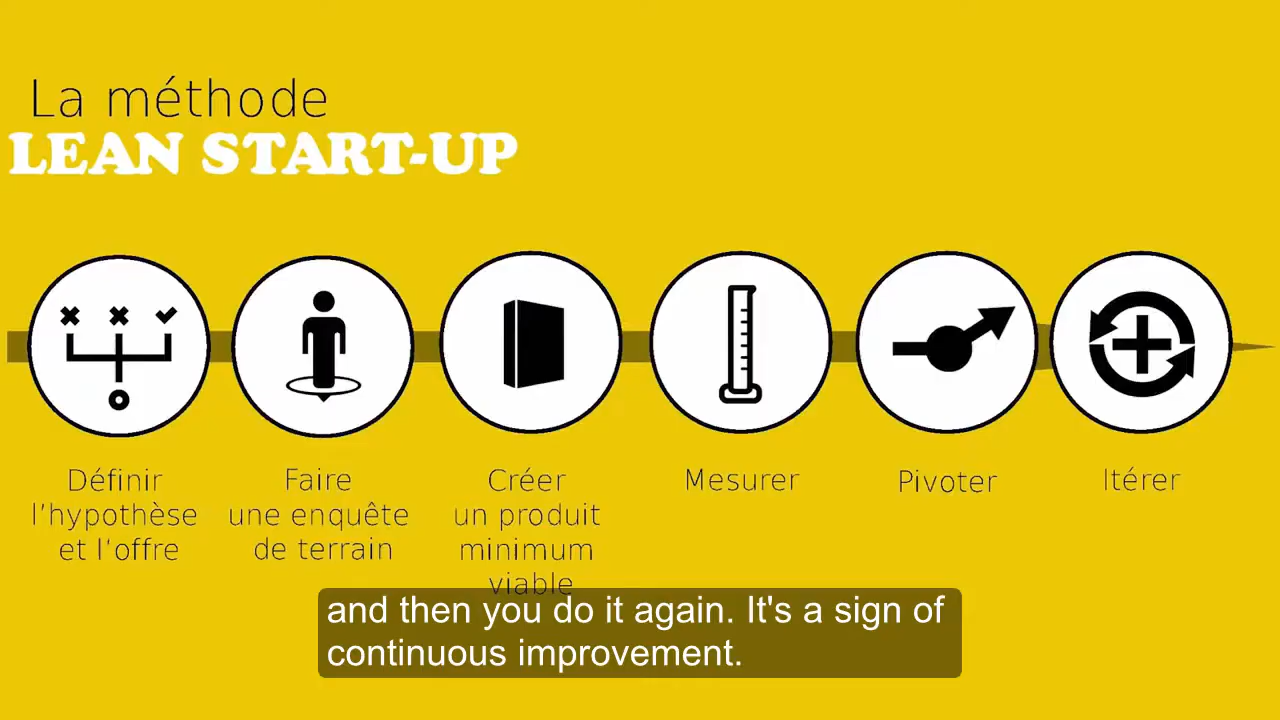 La méthode
LEAN START-UP
Définir
l'hypothèse
et l'offre
Faire
une enquête
de terrain
Créer
un produit
minimum
viable
Mesurer
Pivoter
Itérer
and then you do it again. It's a sign of
continuous improvement.